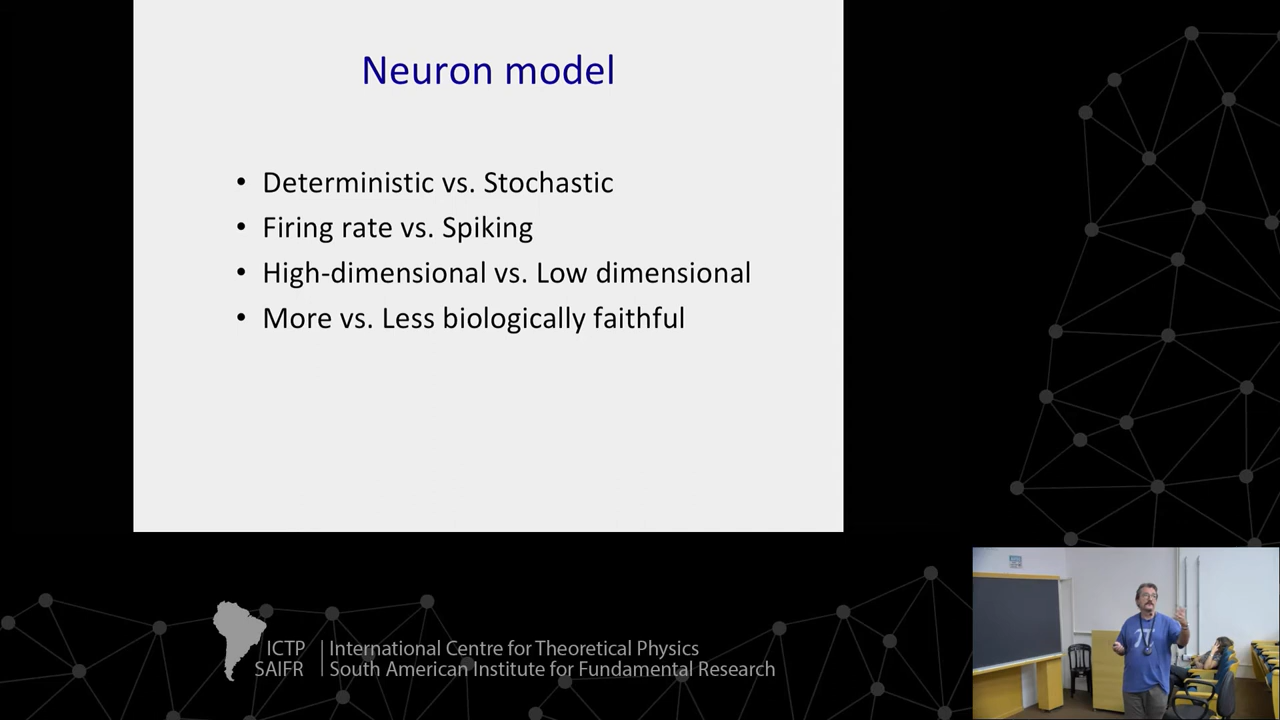 Neuron model
• Deterministic vs. Stochastic
• Firing rate vs. Spiking
• High-dimensional vs. Low dimensional
• More vs. Less biologically faithful
ICTP | International Centre for Theoretical Physics
SAIFR | South American Institute for Fundamental Research
π